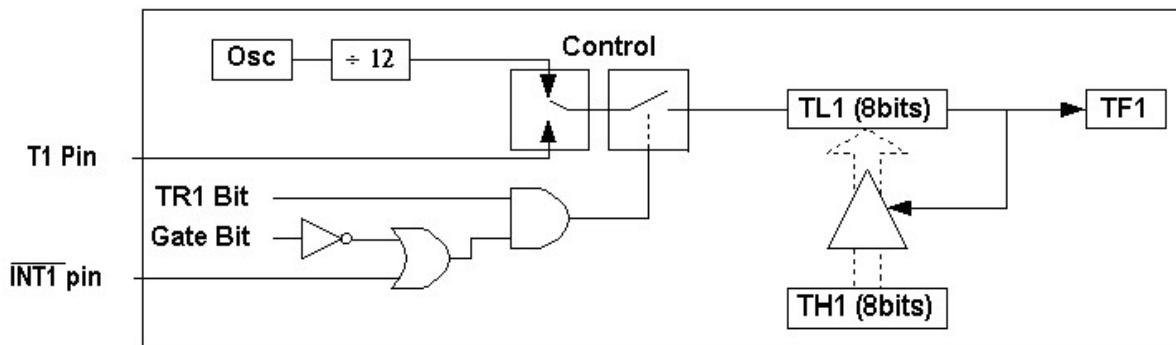 Osc
÷ 12
Control
TL1 (8bits)
TF1
T1 Pin
TR1 Bit
Gate Bit
INT1 pin
TH1 (8bits)